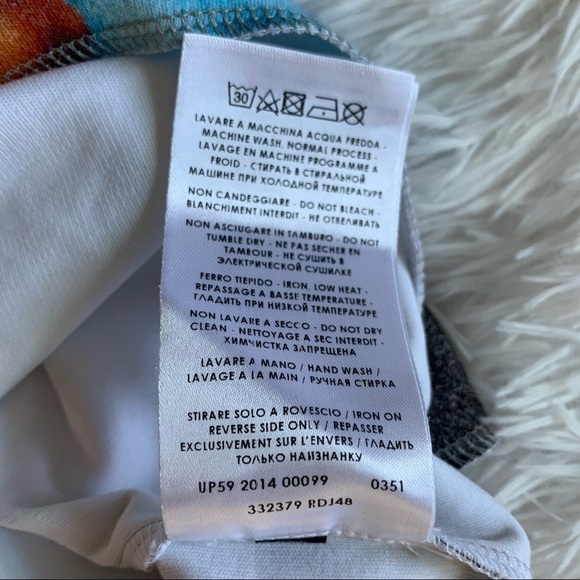 30
LAVARE A MACCHINA ACQUA FREDDA -
MACHINE WASH, NORMAL PROCESS -
LAVAGE EN MACHINE PROGRAMME A
FROID - СТИРАТЬ В СТИРАЛЬНОЙ
МАШИНЕ ПРИ ХОЛОДНОЙ ТЕМПЕРАТУРЕ
NON CANDEGGIARE - DO NOT BLEACH -
BLANCHIMENT INTERDIT - НЕ ОТБЕЛИВАТЬ
NON ASCIUGARE IN TAMBURO - DO NOT
TUMBLE DRY - NE PAS SECHER EN
TAMBOUR - НЕ СУШИТЬ В
ЭЛЕКТРИЧЕСКОЙ СУШИЛКЕ
FERRO TIEPIDO - IRON, LOW HEAT -
REPASSAGE A BASSE TEMPERATURE -
ГЛАДИТЬ ПРИ НИЗКОЙ ТЕМПЕРАТУРЕ
NON LAVARE A SECCO - DO NOT DRY
CLEAN - NETTOYAGE A SEC INTERDIT -
ХИМЧИСТКА ЗАПРЕЩЕНА
LAVARE A MANO / HAND WASH /
LAVAGE A LA MAIN / РУЧНАЯ СТИРКА
STIRARE SOLO A ROVESCIO / IRON ON
REVERSE SIDE ONLY / REPASSER
EXCLUSIVEMENT SUR L'ENVERS / ГЛАДИТЬ
ТОЛЬКО НАИЗНАНКУ
UP59 2014 00099 0351
332379 RDJ48